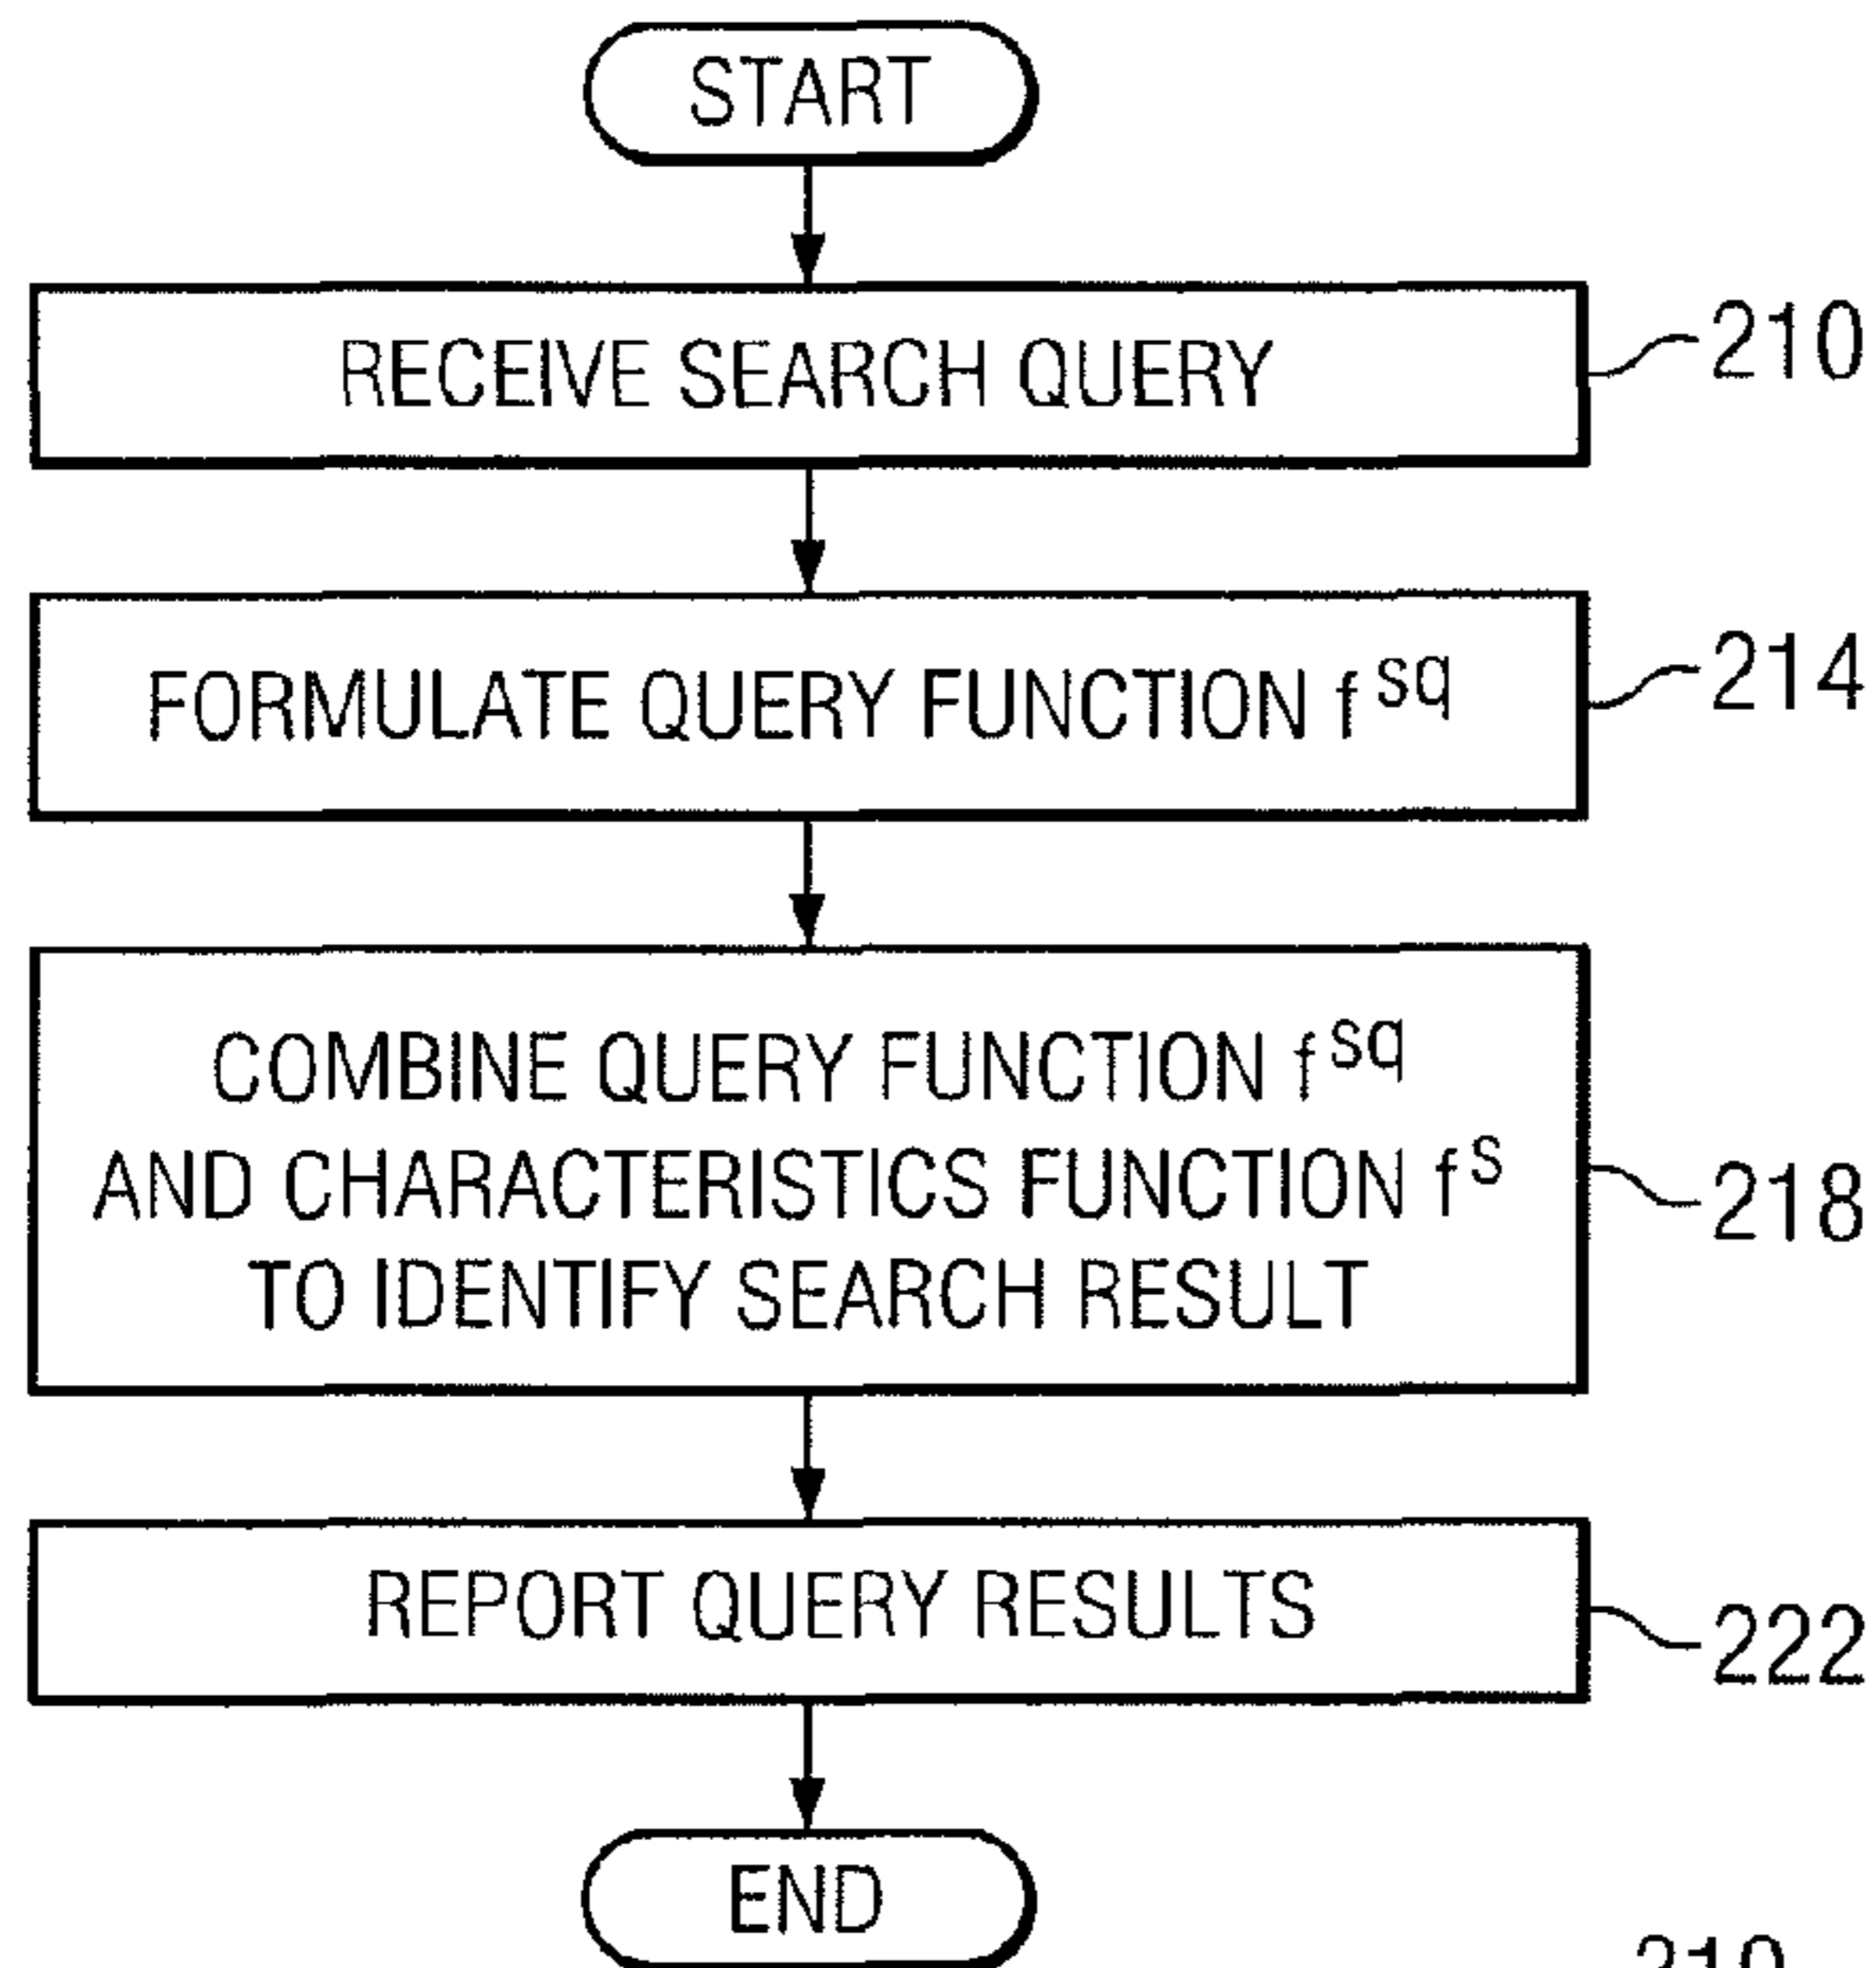 START
RECEIVE SEARCH QUERY
210
FORMULATE QUERY FUNCTION f^sq
214
COMBINE QUERY FUNCTION f^sq
AND CHARACTERISTICS FUNCTION f^s
TO IDENTIFY SEARCH RESULT
218
REPORT QUERY RESULTS
222
END